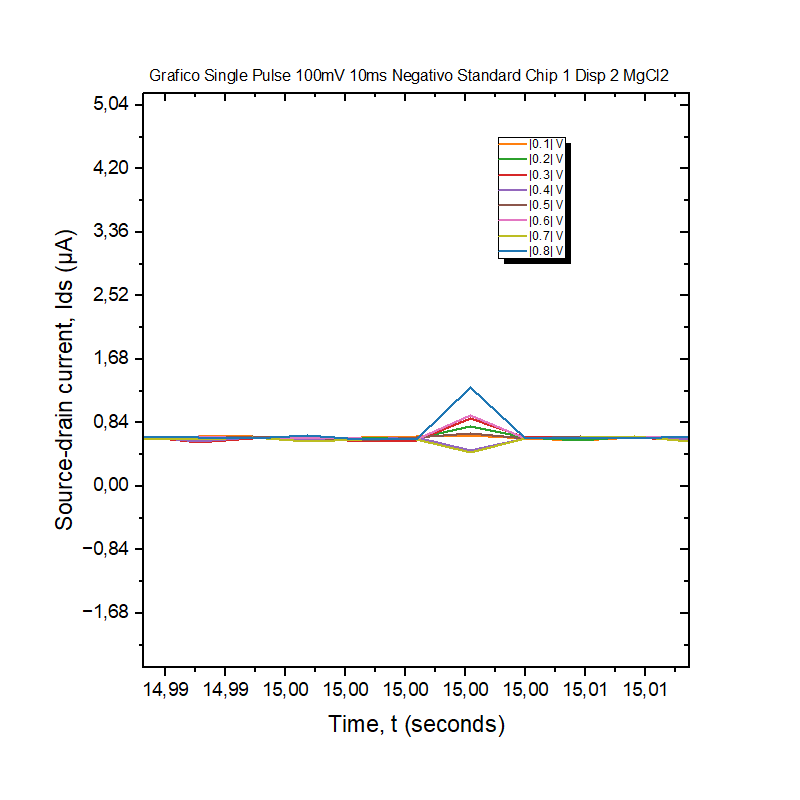 Grafico Single Pulse 100mV 10ms Negativo Standard Chip 1 Disp 2 MgCl2
5,04
4,20
3,36
2,52
1,68
0,84
0,00
−0,84
−1,68
Source-drain current, Ids (µA)
|0.1| V
|0.2| V
|0.3| V
|0.4| V
|0.5| V
|0.6| V
|0.7| V
|0.8| V
14,99 14,99 15,00 15,00 15,00 15,00 15,00 15,01 15,01
Time, t (seconds)